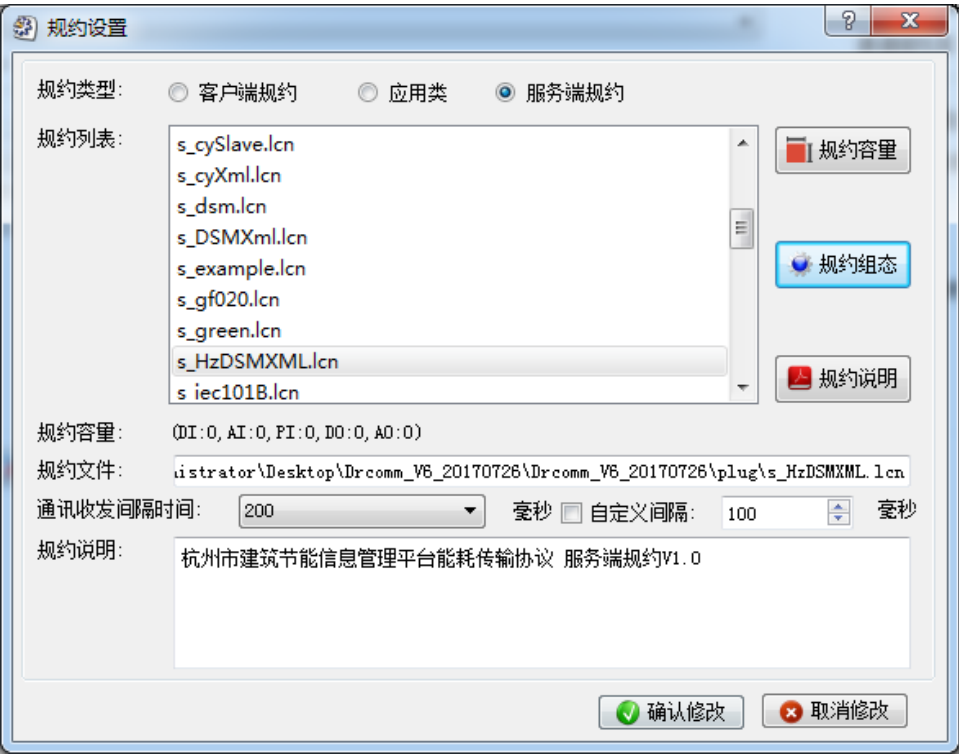 规约设置
规约类型: 客户端规约 应用类 服务端规约
规约列表:
s_cySlave.lcn
s_cyXml.lcn
s_dsm.lcn
s_DSMXml.lcn
s_example.lcn
s_gf020.lcn
s_green.lcn
s_HzDSMXML.lcn
s_iec101B.lcn
规约容量
规约组态
规约说明
规约容量: (DI:0,AI:0,PI:0,DO:0,AO:0)
规约文件: istrator\Desktop\Drcomm_V6_20170726\Drcomm_V6_20170726\plug\s_HzDSMXML.lcn
通讯收发间隔时间: 200 毫秒 自定义间隔: 100 毫秒
规约说明: 杭州市建筑节能信息管理平台能耗传输协议 服务端规约V1.0
确认修改 取消修改